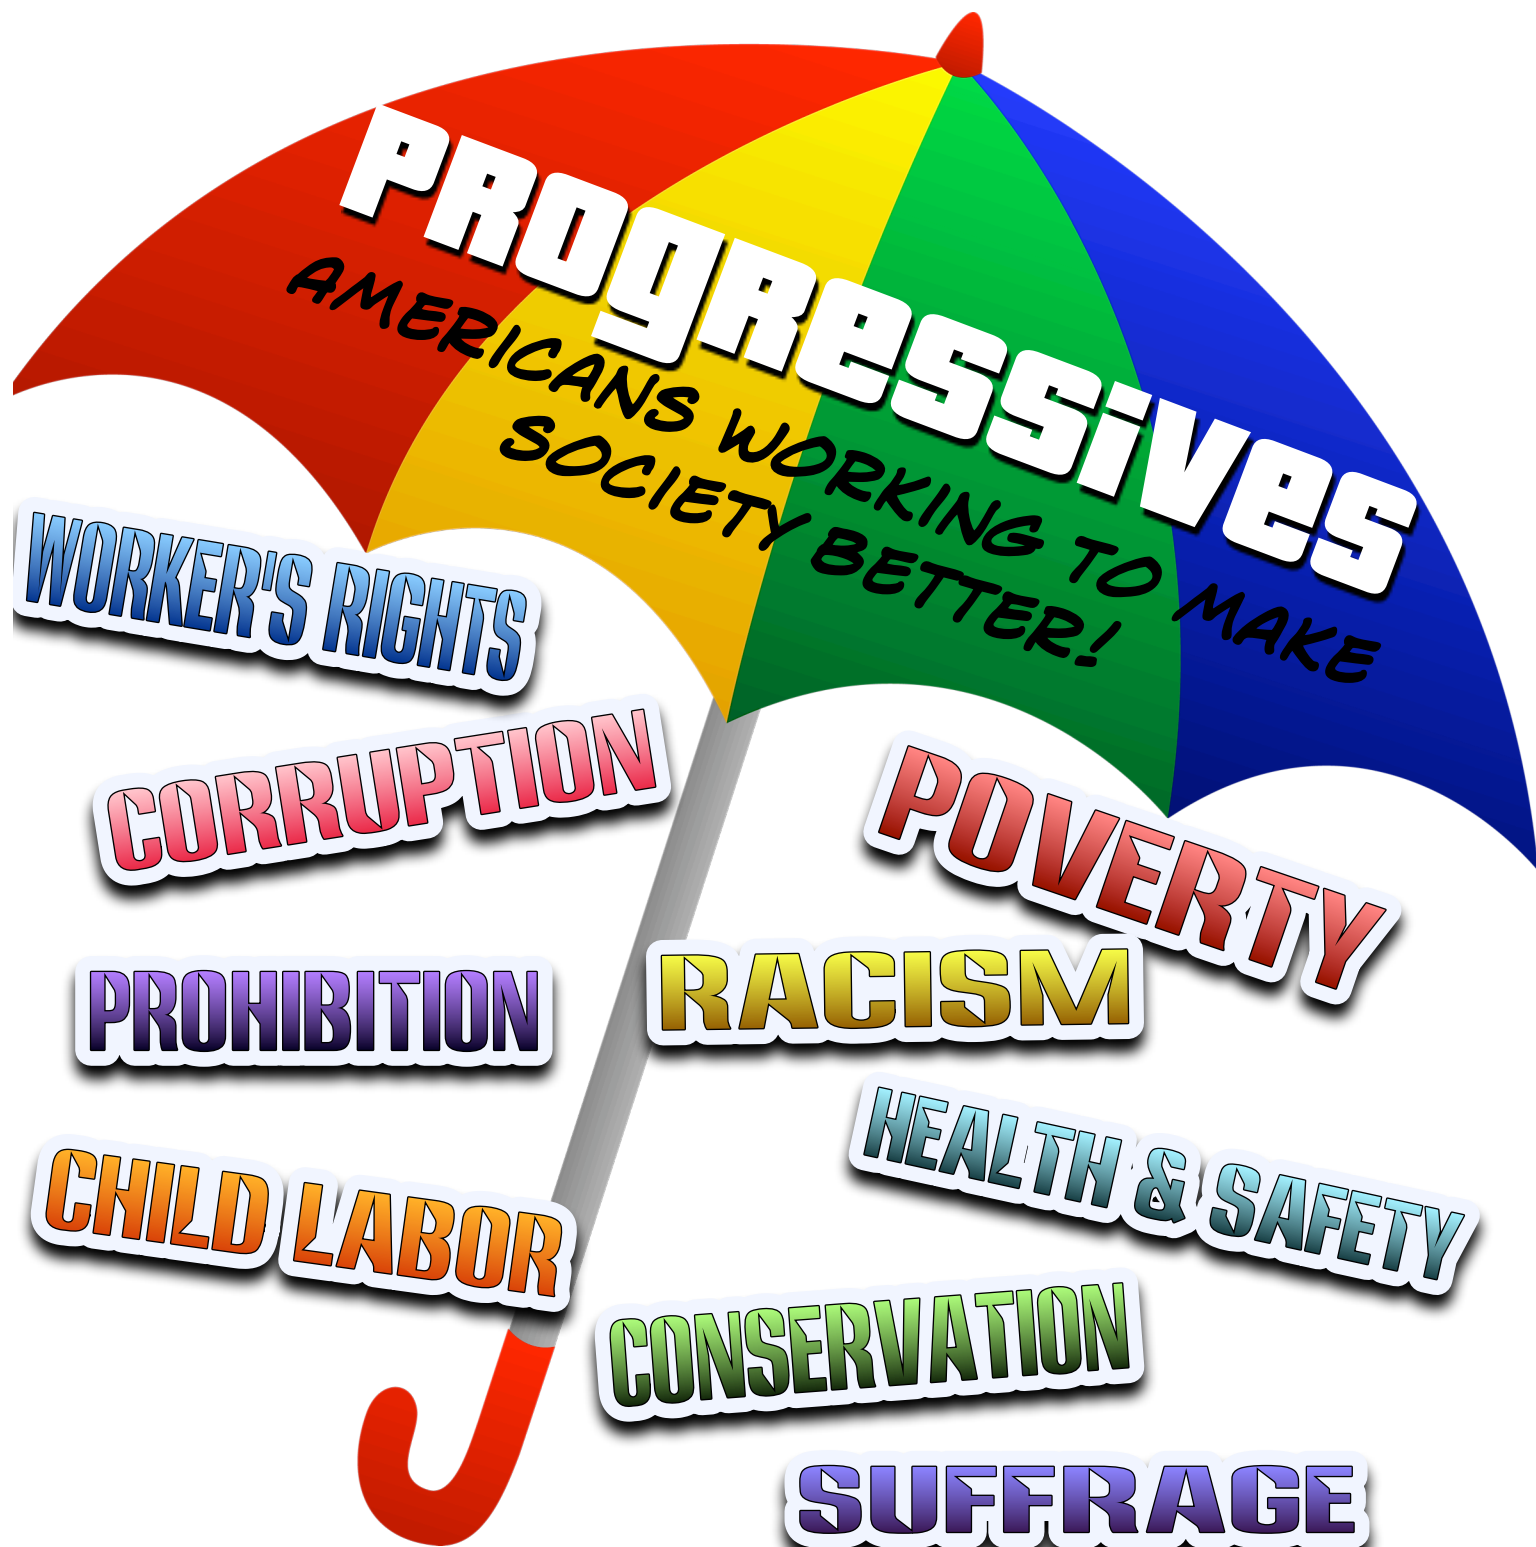 PROgRessives
AMERICANS WORKING TO MAKE
SOCIETY BETTER!
WORKER'S RIGHTS
CORRUPTION
POVERTY
PROHIBITION
RACISM
CHILD LABOR
HEALTH & SAFETY
CONSERVATION
SUFFRAGE